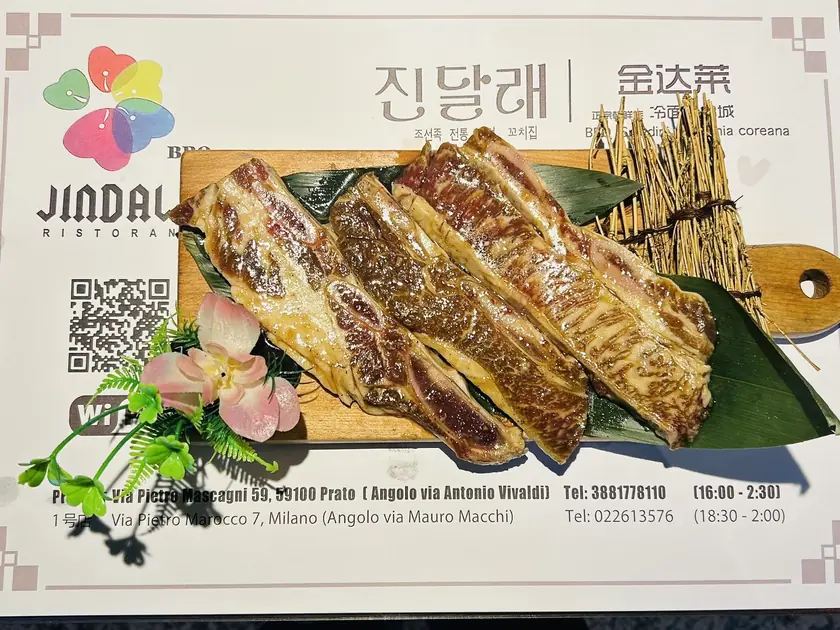 진달래 金达莱
조선족 전통 꼬치집
冷面 城
BBQ
coreana
JINDAL
RISTORAN
Wi
Via Pietro Mascagni 59, 59100 Prato ( Angolo via Antonio Vivaldi) Tel: 3881778110 (16:00 - 2:30)
1号店 Via Pietro Marocco 7, Milano (Angolo via Mauro Macchi) Tel: 022613576 (18:30 - 2:00)